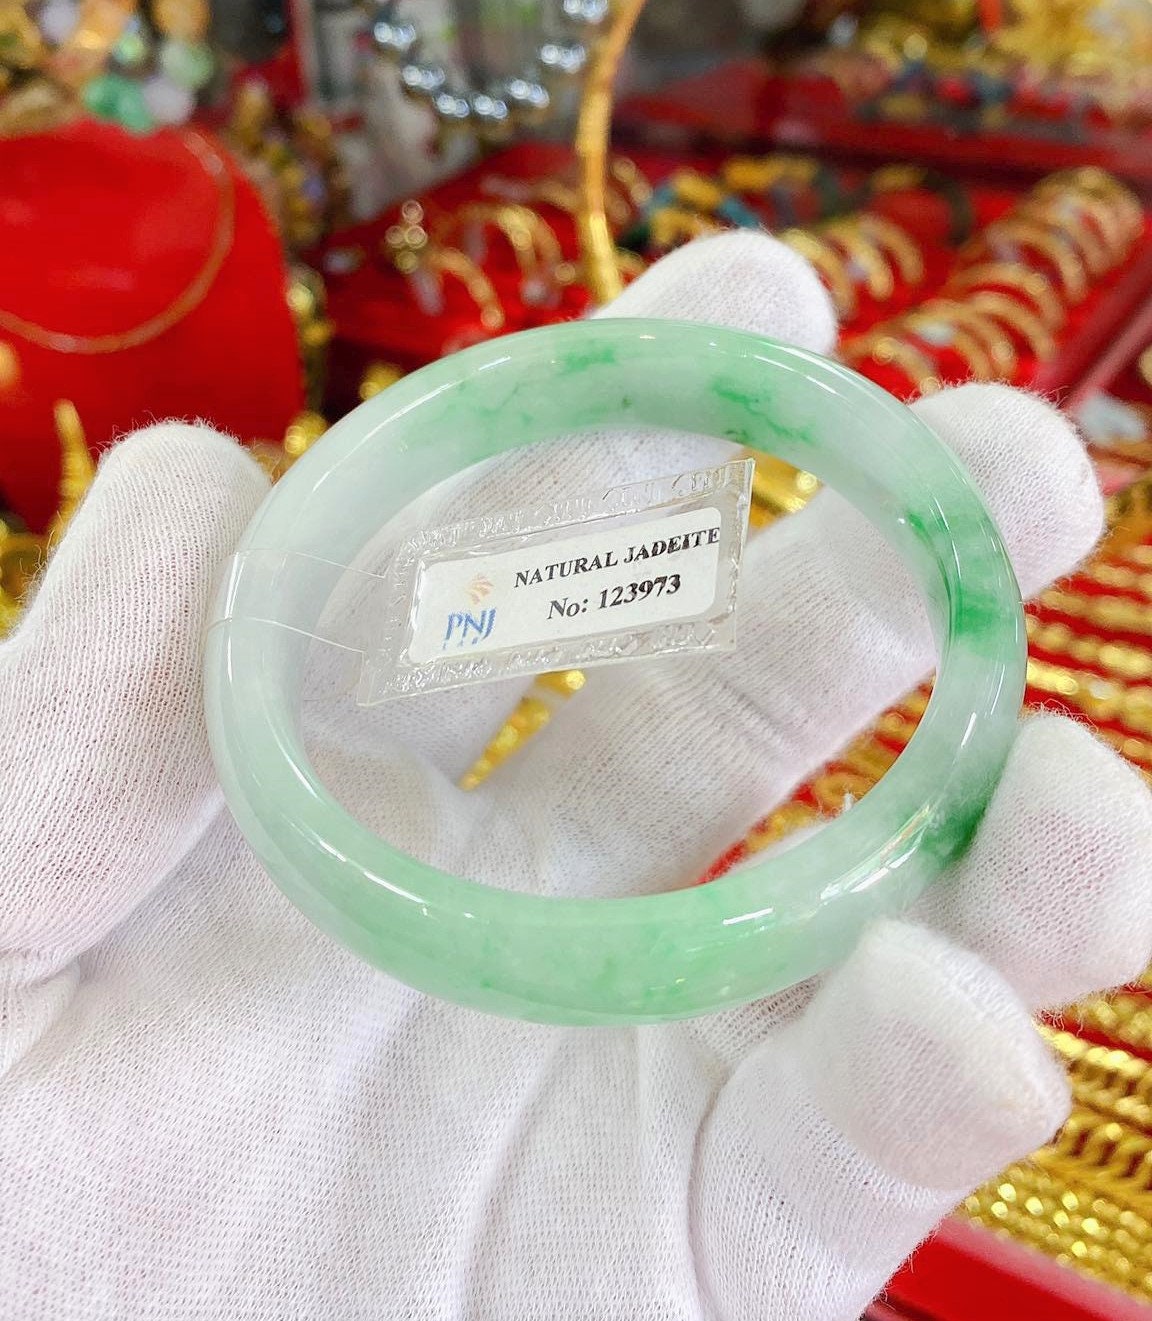 NATURAL JADEITE
PNJ No: 123973